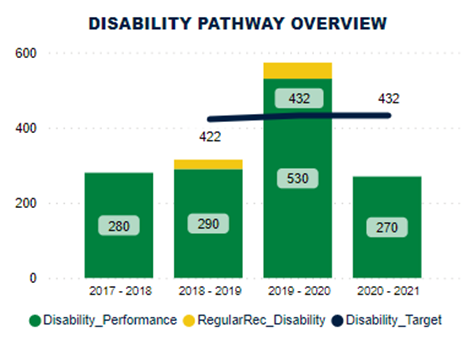 DISABILITY PATHWAY OVERVIEW
600
400
200
0
280
290
530
270
422
432
432
2017 - 2018
2018 - 2019
2019 - 2020
2020 - 2021
Disability_Performance RegularRec_Disability Disability_Target